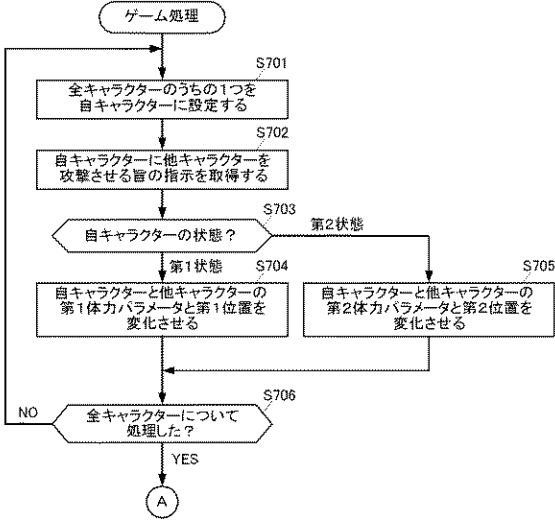 ゲーム処理
S701
全キャラクターのうちの1つを
自キャラクターに設定する
S702
自キャラクターに他キャラクターを
攻撃させる旨の指示を取得する
S703
自キャラクターの状態?
第2状態
第1状態
S704
自キャラクターと他キャラクターの
第1体力パラメータと第1位置を
変化させる
S705
自キャラクターと他キャラクターの
第2体力パラメータと第2位置を
変化させる
S706
全キャラクターについて
処理した?
NO
YES
A